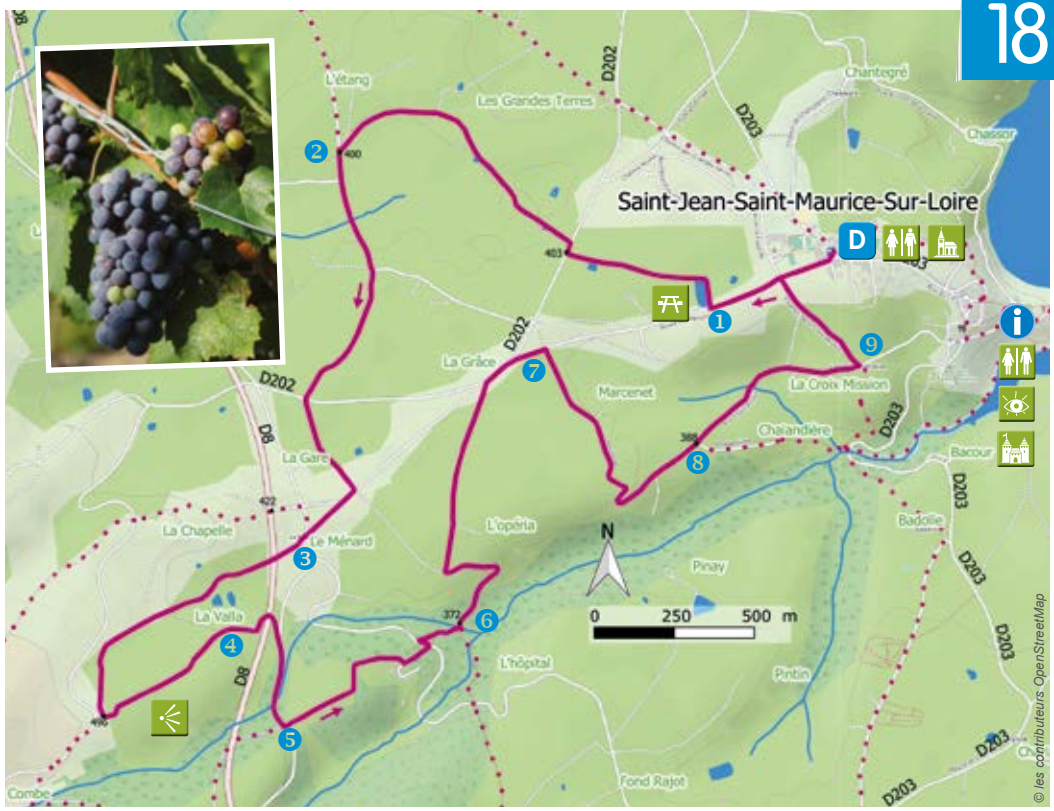 18
D8
L'étang
Les Grandes Terres
D202
Chantegré
D203
Chassor
2
400
Saint-Jean-Saint-Maurice-Sur-Loire
D
403
1
i
D202
La Grâce
7
9
Marcenet
La Croix Mission
D202
D8
388
Chalandière
D203
8
Bacour
La Gare
422
D203
La Chapelle
Le Ménard
3
L'opéria
N
Badolle
Pinay
D203
0 250 500 m
La Valla
4
372
6
D203
D8
L'hôpital
Pintin
496
5
D203
Combe
Fond Rajot
D203
© les contributeurs OpenStreetMap